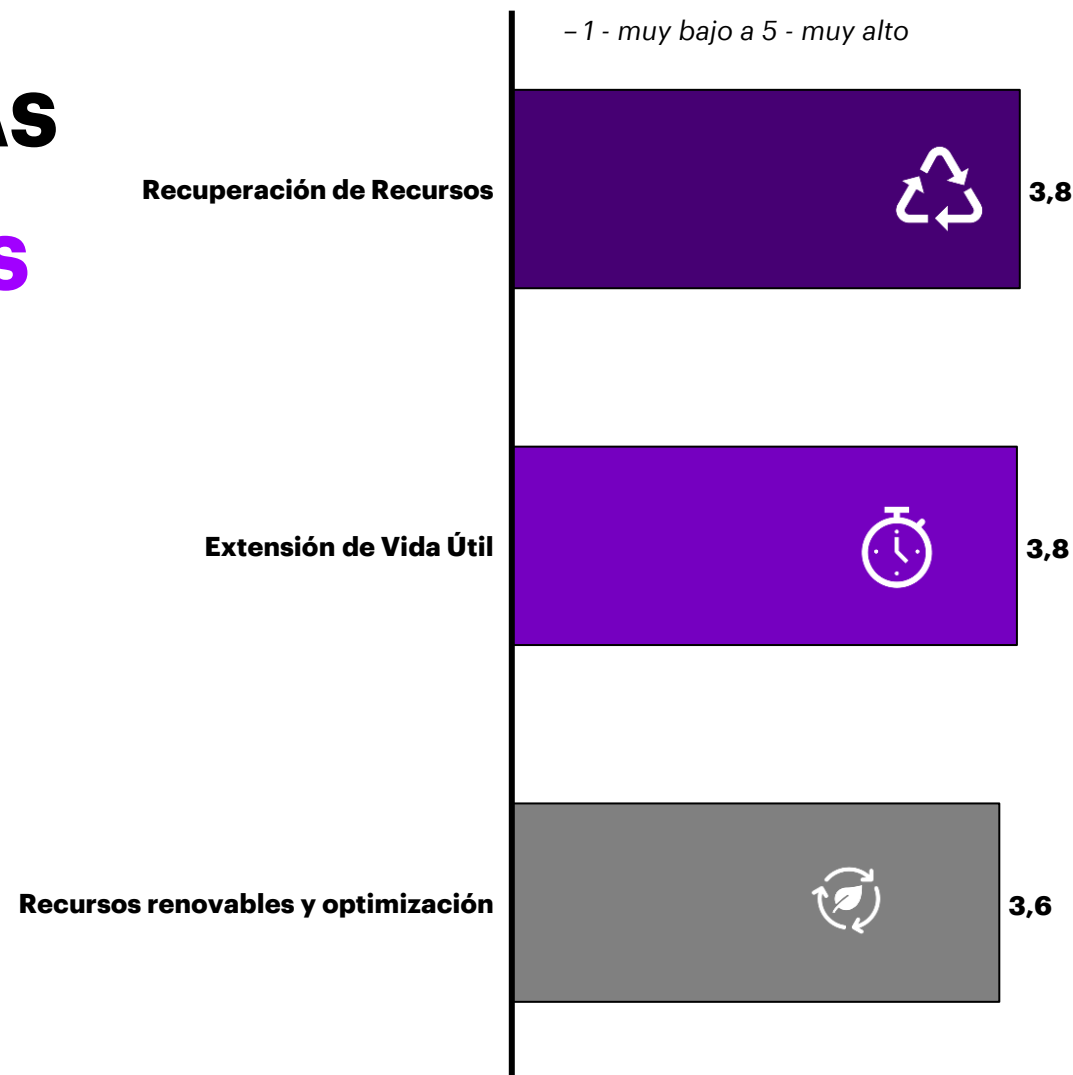 – 1 - muy bajo a 5 - muy alto
Recuperación de Recursos
3,8
Extensión de Vida Útil
3,8
Recursos renovables y optimización
3,6